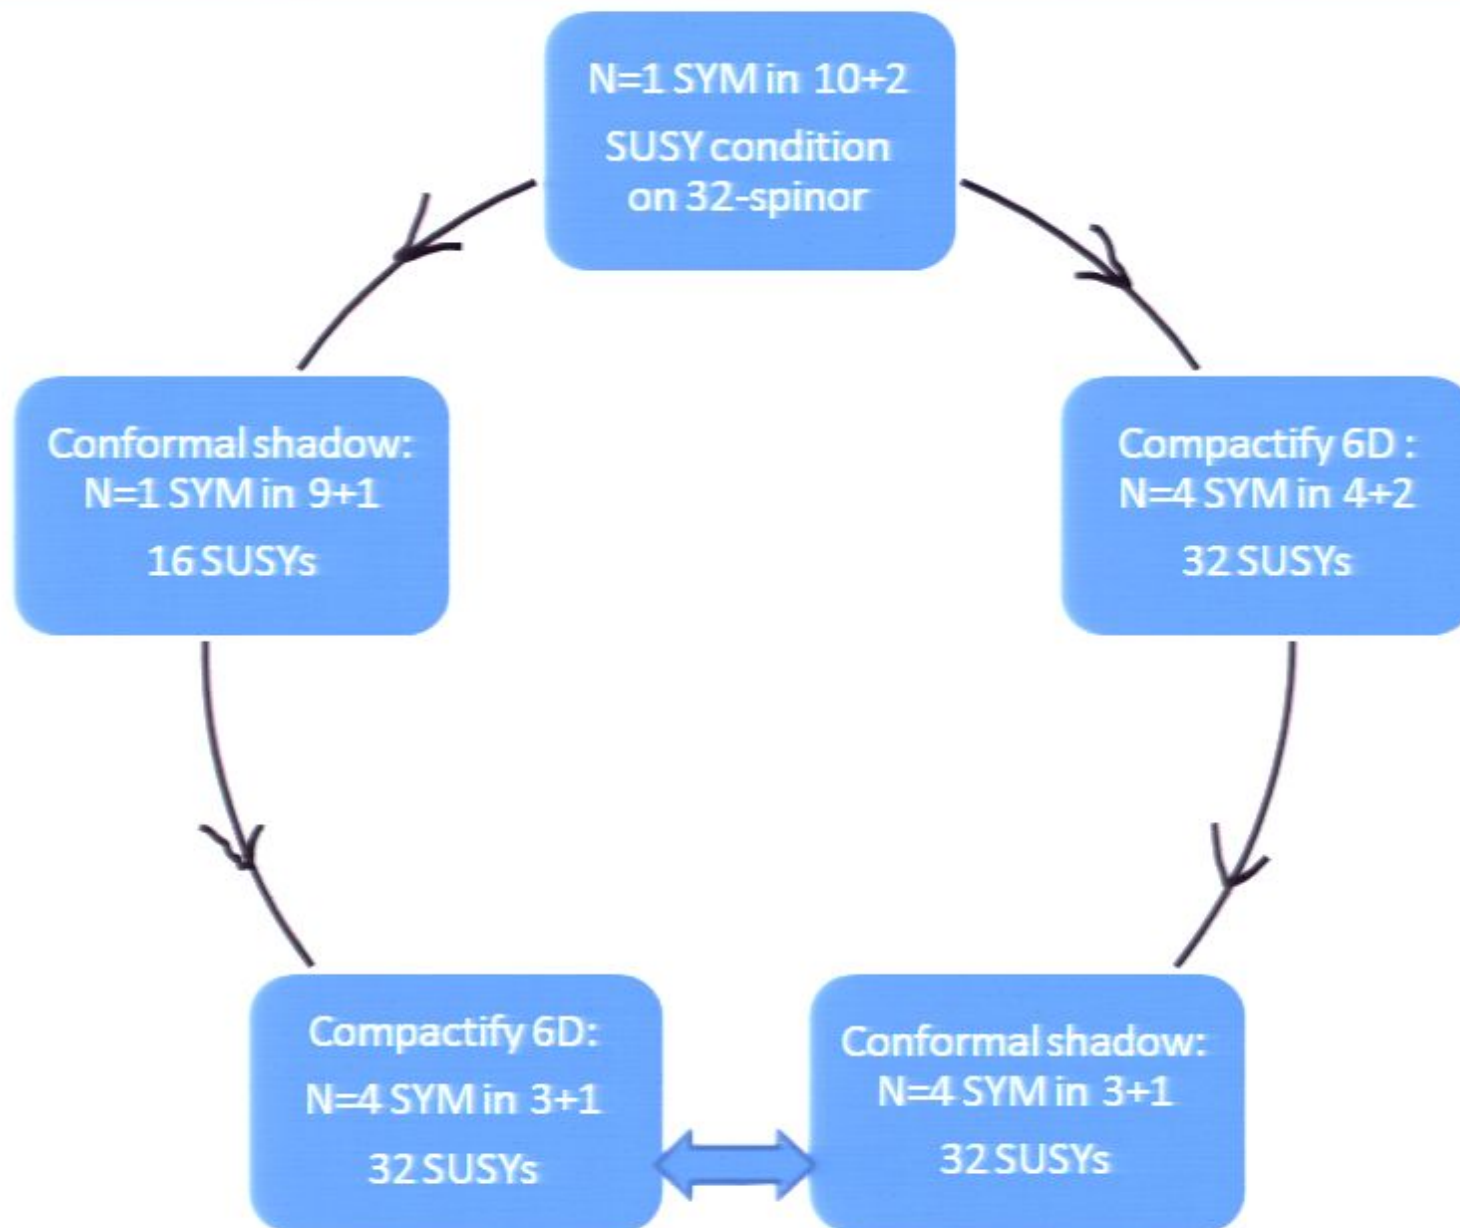 N=1 SYM in 10+2
SUSY condition
on 32-spinor
Conformal shadow:
N=1 SYM in 9+1
16 SUSYs
Compactify 6D :
N=4 SYM in 4+2
32 SUSYs
Compactify 6D:
N=4 SYM in 3+1
32 SUSYs
Conformal shadow:
N=4 SYM in 3+1
32 SUSYs